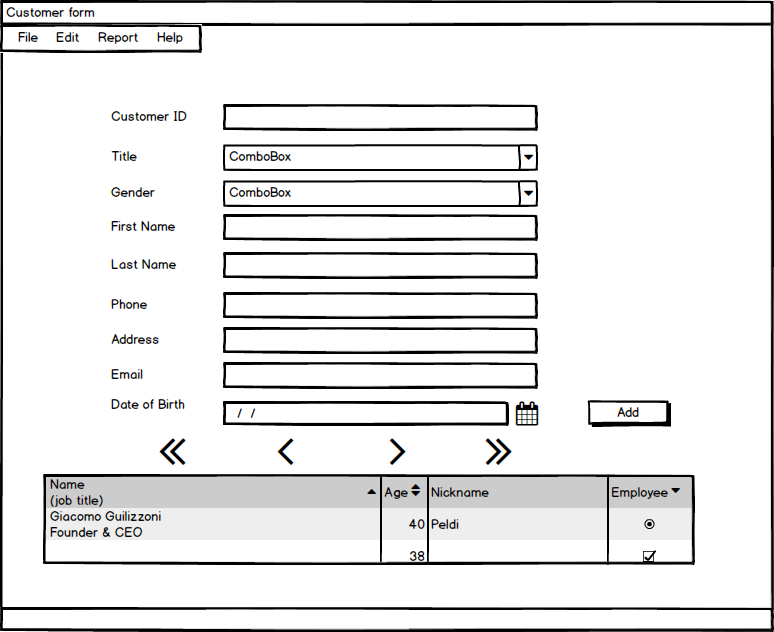 Customer form
File Edit Report Help
Customer ID
Title ComboBox
Gender ComboBox
First Name
Last Name
Phone
Address
Email
Date of Birth / / Add
Name
(job title) Age Nickname Employee
Giacomo Guilizzoni
Founder & CEO 40 Peldi
38